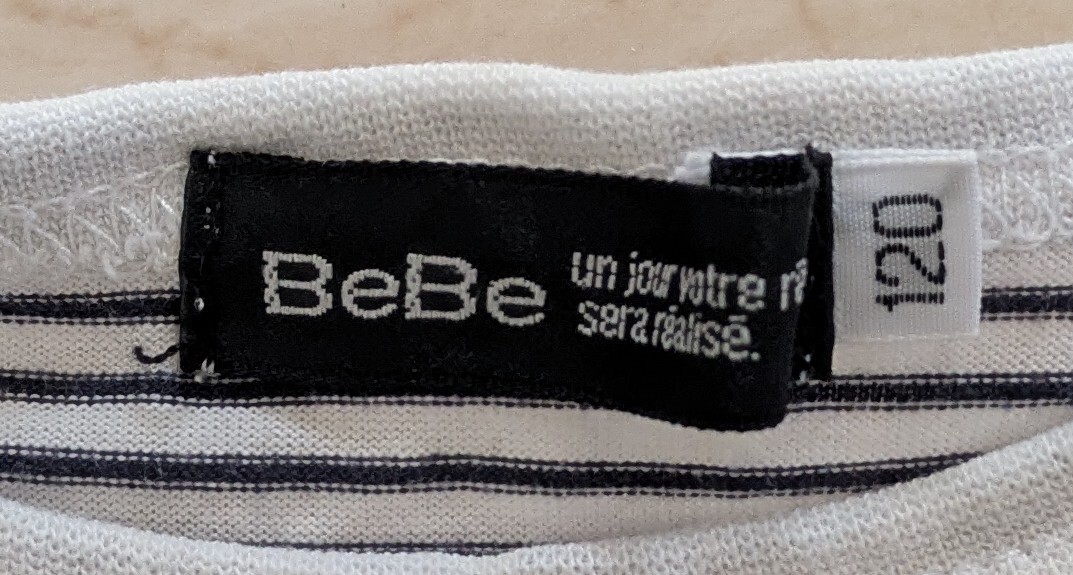 BeBe
un jour votre
sera réalisé.
120